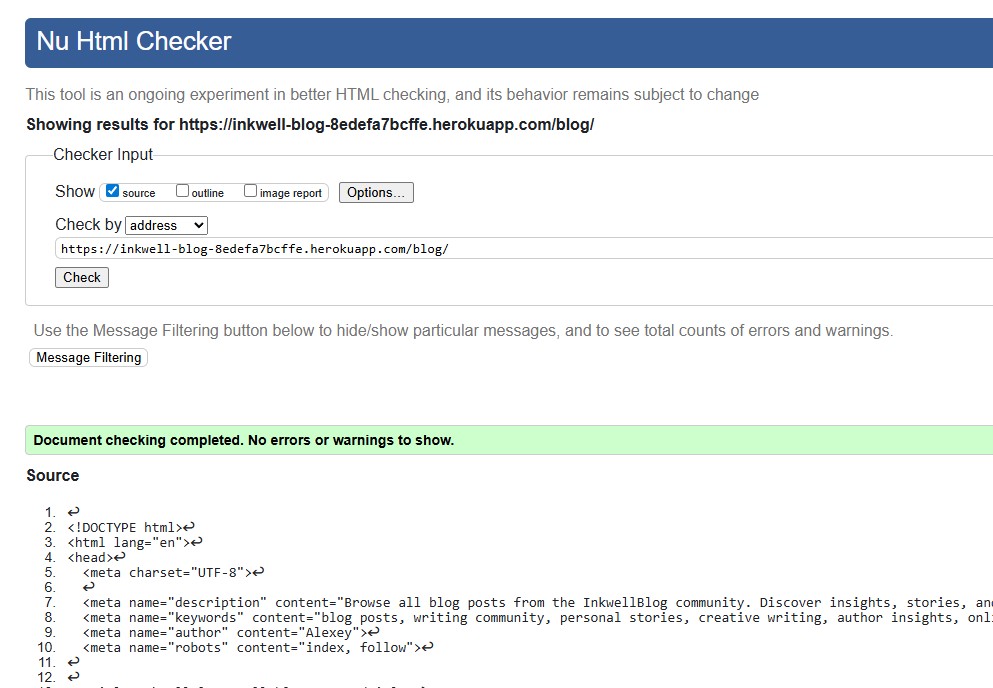 Nu Html Checker
This tool is an ongoing experiment in better HTML checking, and its behavior remains subject to change
Showing results for https://inkwell-blog-8edefa7bcffe.herokuapp.com/blog/
Checker Input
Show source outline image report Options...
Check by address
https://inkwell-blog-8edefa7bcffe.herokuapp.com/blog/
Check
Use the Message Filtering button below to hide/show particular messages, and to see total counts of errors and warnings.
Message Filtering
Document checking completed. No errors or warnings to show.
Source
1. ↩
2. <!DOCTYPE html>↩
3. <html lang="en">↩
4. <head>↩
5. <meta charset="UTF-8">↩
6. ↩
7. <meta name="description" content="Browse all blog posts from the InkwellBlog community. Discover insights, stories,
8. <meta name="keywords" content="blog posts, writing community, personal stories, creative writing, author insights,
9. <meta name="author" content="Alexey">↩
10. <meta name="robots" content="index, follow">↩
11. ↩
12. ↩